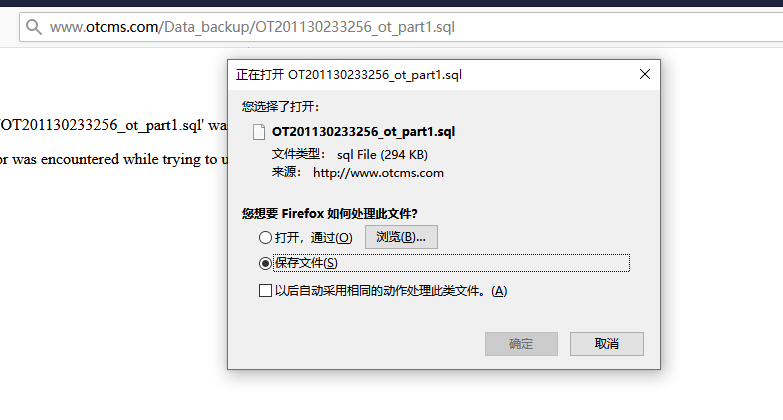 www.otcms.com/Data_backup/OT201130233256_ot_part1.sql
正在打开 OT201130233256_ot_part1.sql
您选择了打开：
/OT201130233256_ot_part1.sql' wa
OT201130233256_ot_part1.sql
or was encountered while trying to u
文件类型： sql File (294 KB)
来源： http://www.otcms.com
您想要 Firefox 如何处理此文件?
打开，通过(O)
浏览(B)...
保存文件(S)
以后自动采用相同的动作处理此类文件。(A)
确定
取消